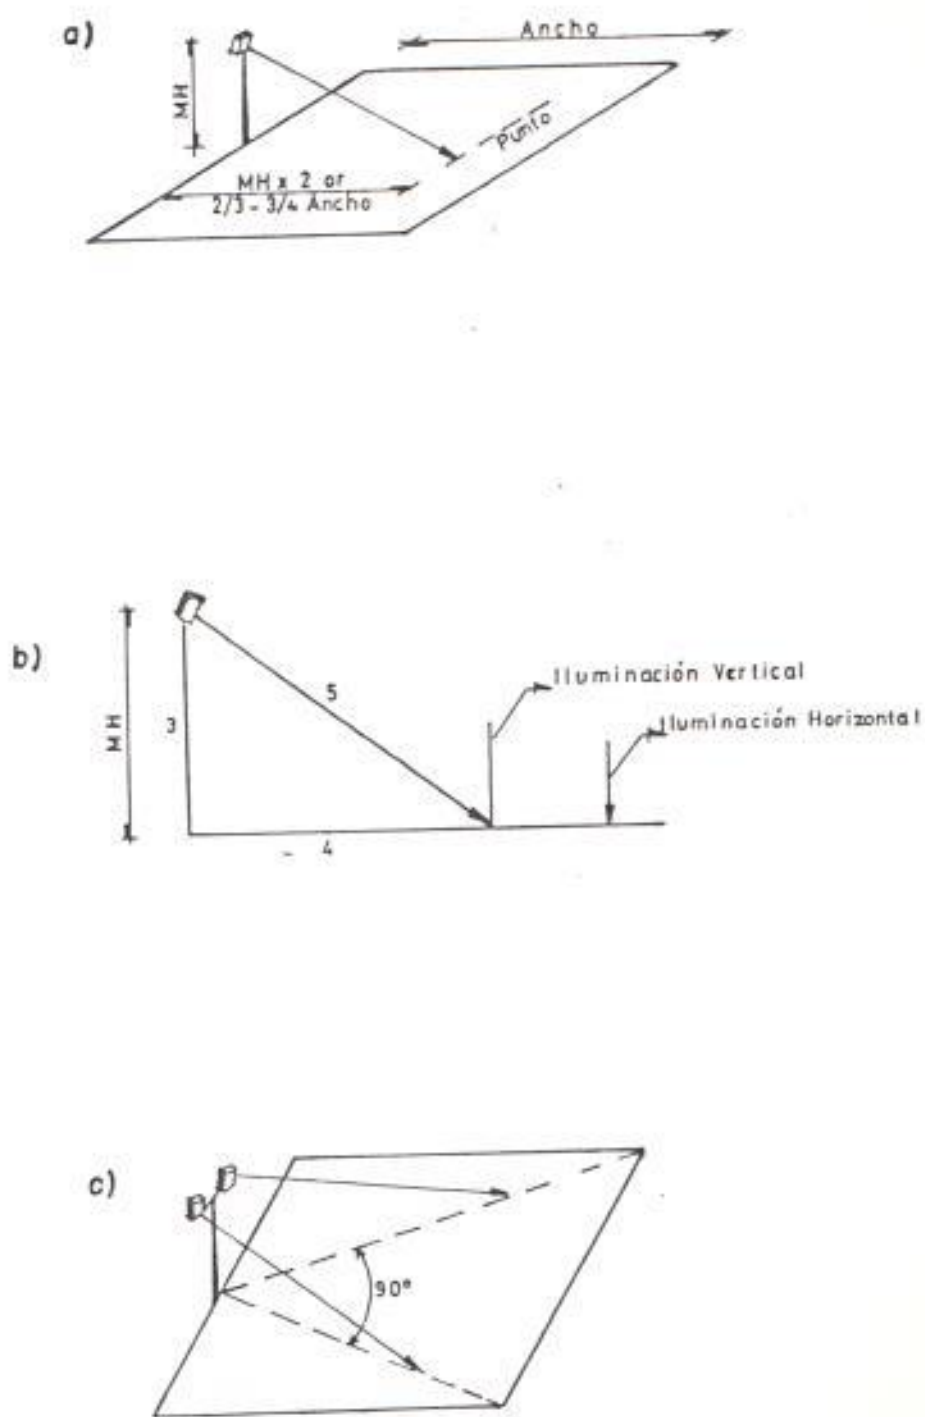 a)
Ancho
MH
Punto
MH x 2 or
2/3 - 3/4 Ancho
b)
MH
3
5
4
Iluminación Vertical
Iluminación Horizontal
c)
90°